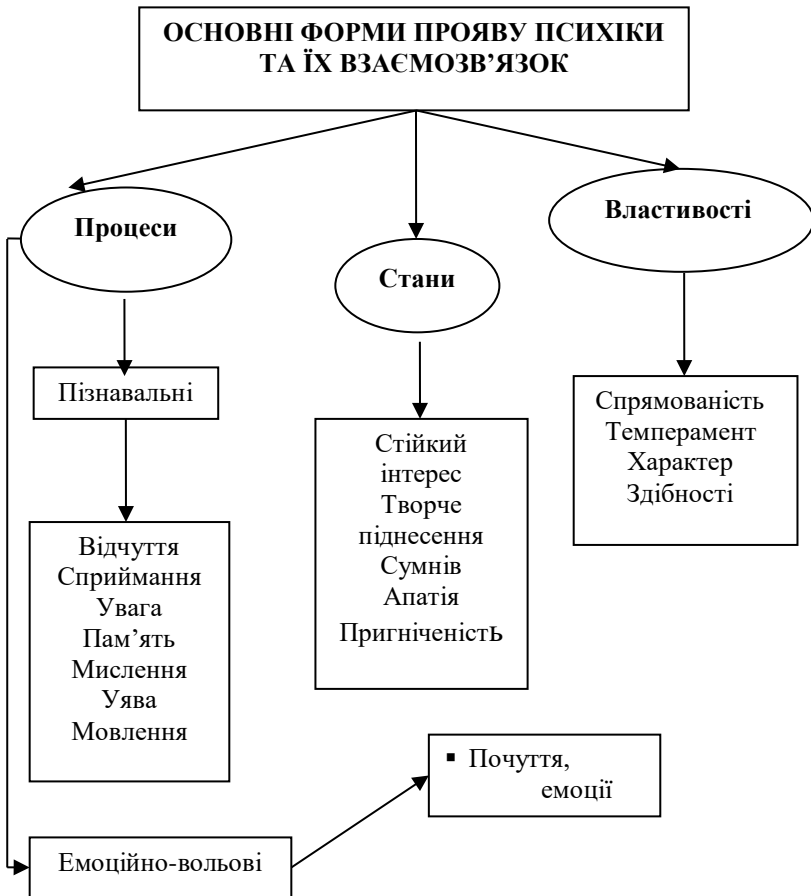 ОСНОВНІ ФОРМИ ПРОЯВУ ПСИХІКИ
ТА ЇХ ВЗАЄМОЗВ’ЯЗОК
Процеси
Стани
Властивості
Пізнавальні
Відчуття
Сприймання
Увага
Пам’ять
Мислення
Уява
Мовлення
Стійкий
інтерес
Творче
піднесення
Сумнів
Апатія
Пригніченість
Спрямованість
Темперамент
Характер
Здібності
Емоційно-вольові
▪ Почуття,
емоції